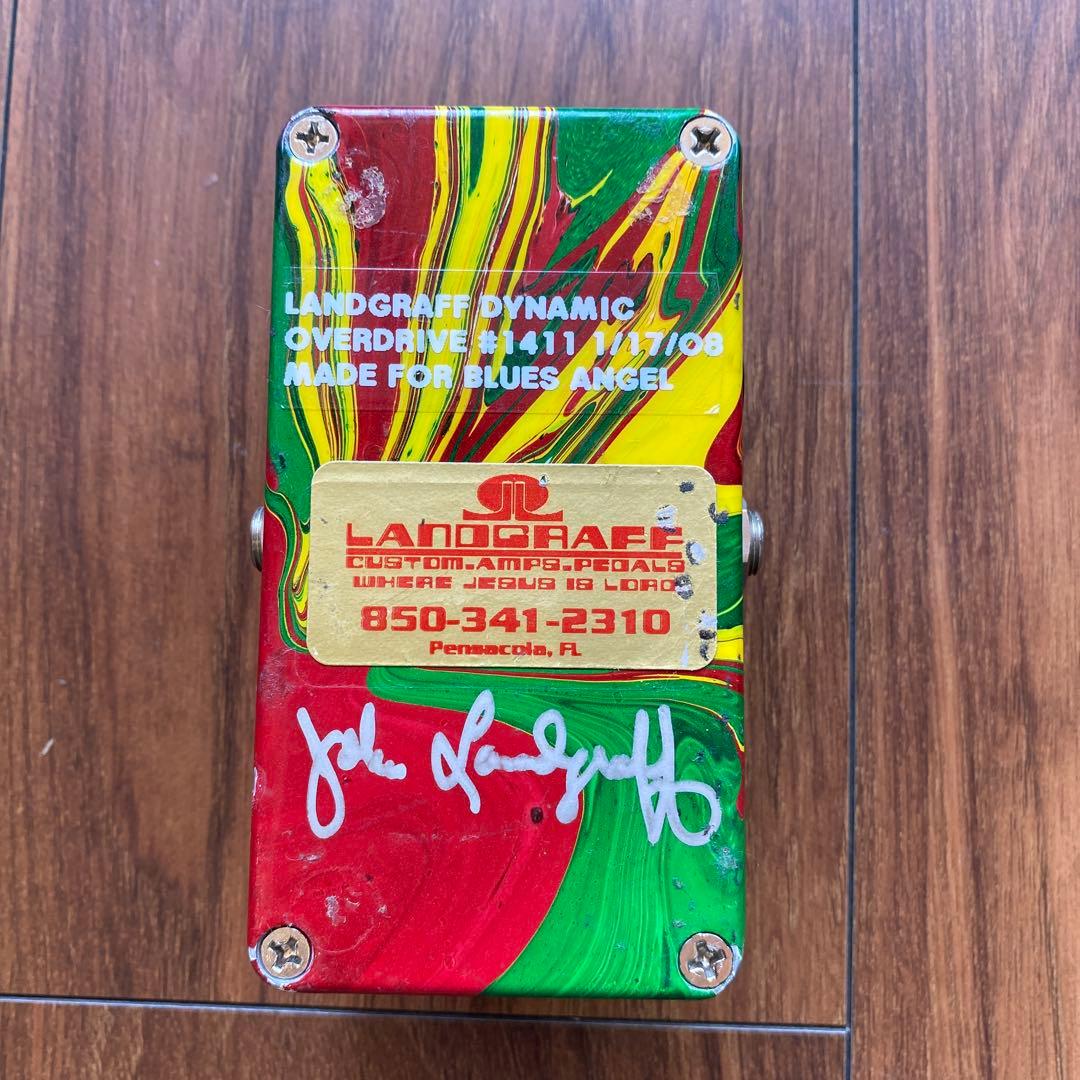 LANDGRAFF DYNAMIC
OVERDRIVE #1411 1/17/08
MADE FOR BLUES ANGEL
JL
LANDGRAFF
CUSTOM.AMPS.PEDALS
WHERE JESUS IS LORD
850-341-2310
Pensacola, FL
John Landgraff